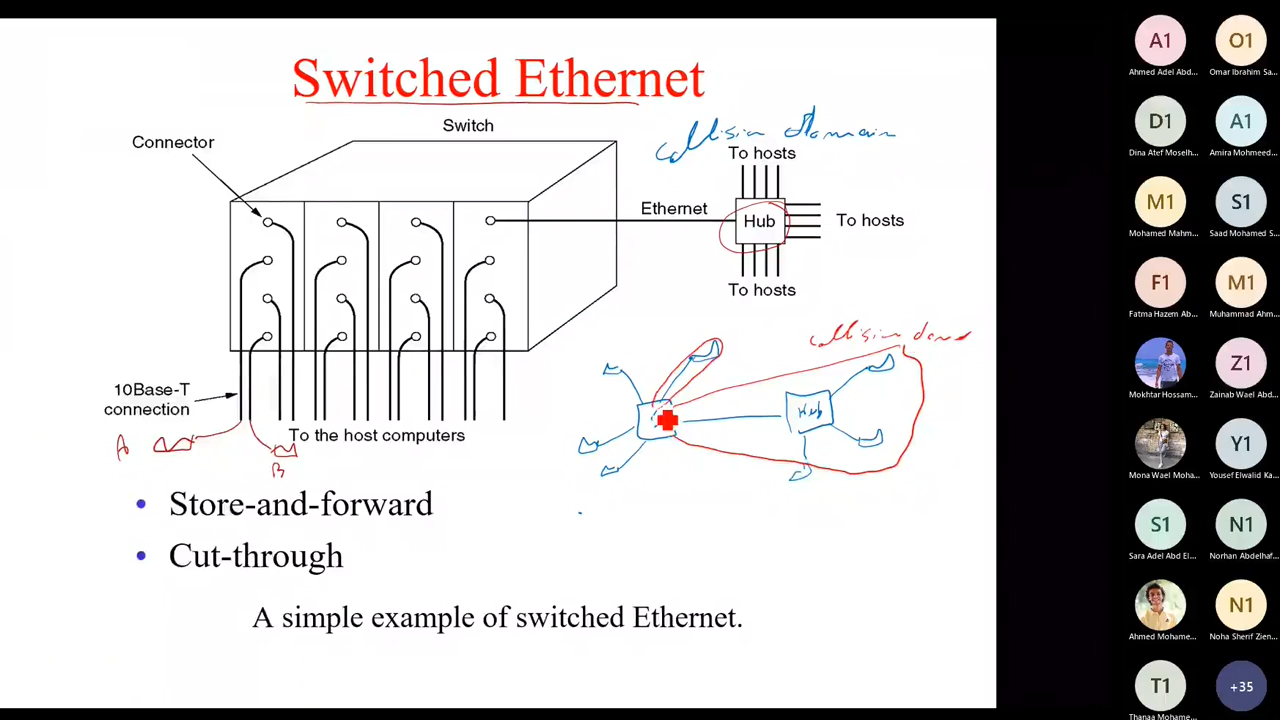 Switched Ethernet
Switch
Connector
Collision domain
To hosts
Ethernet
Hub
To hosts
To hosts
Collision
Hub
10Base-T
connection
To the host computers
A
B
• Store-and-forward
• Cut-through
A simple example of switched Ethernet.
A1
O1
Ahmed Adel Abd...
Omar Ibrahim Sa...
D1
A1
Dina Atef Moselh...
Amira Mohmeed...
M1
S1
Mohamed Mahm...
Saad Mohamed S...
F1
M1
Fatma Hazem Ab...
Muhammad Ahm...
Z1
Mokhtar Hossam...
Zainab Wael Abd...
Y1
Mona Wael Moha...
Yousef Elwalid Ka...
S1
N1
Sara Adel Abd El...
Norhan Abdelhaf...
N1
Ahmed Mohame...
Noha Sherif Zien...
T1
+35
Thanaa Mohame...